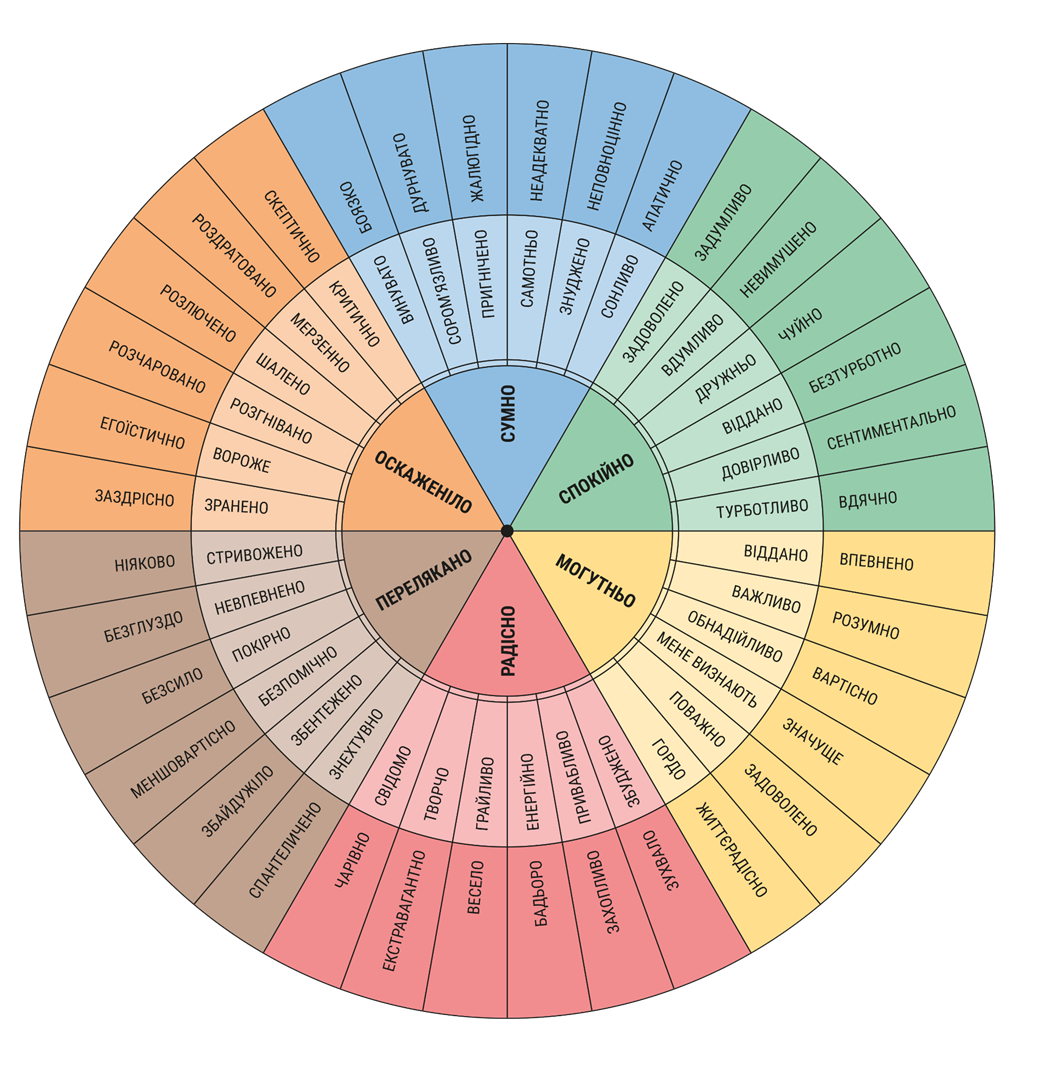 СУМНО
СПОКІЙНО
МОГУТНЬО
РАДІСНО
ПЕРЕЛЯКАНО
ОСКАЖЕНІЛО
ВИНУВАТО
СОРОМ'ЯЗЛИВО
ПРИГНІЧЕНО
САМОТНЬО
ЗНУДЖЕНО
СОНЛИВО
БОЯЗКО
ДУРНУВАТО
ЖАЛЮГІДНО
НЕАДЕКВАТНО
НЕПОВНОЦІННО
АПАТИЧНО
ЗАДОВОЛЕНО
ВДУМЛИВО
ДРУЖНЬО
ВІДДАНО
ДОВІРЛИВО
ТУРБОТЛИВО
ЗАДУМЛИВО
НЕВИМУШЕНО
ЧУЙНО
БЕЗТУРБОТНО
СЕНТИМЕНТАЛЬНО
ВДЯЧНО
ВІДДАНО
ВАЖЛИВО
ОБНАДІЙЛИВО
МЕНЕ ВИЗНАЮТЬ
ПОВАЖНО
ГОРДО
ВПЕВНЕНО
РОЗУМНО
ВАРТІСНО
ЗНАЧУЩЕ
ЗАДОВОЛЕНО
ЖИТТЄРАДІСНО
ЗБУДЖЕНО
ПРИВАБЛИВО
ЕНЕРГІЙНО
ГРАЙЛИВО
ТВОРЧО
СВІДОМО
ЗУХВАЛО
ЗАХОПЛИВО
БАДЬОРО
ВЕСЕЛО
ЕКСТРАВАГАНТНО
ЧАРІВНО
ЗНЕХТУВНО
ЗБЕНТЕЖЕНО
БЕЗПОМІЧНО
ПОКІРНО
НЕВПЕВНЕНО
СТРИВОЖЕНО
СПАНТЕЛИЧЕНО
ЗБАЙДУЖІЛО
МЕНШОВАРТІСНО
БЕЗСИЛО
БЕЗГЛУЗДО
НІЯКОВО
ЗРАНЕНО
ВОРОЖЕ
РОЗГНІВАНО
ШАЛЕНО
МЕРЗЕННО
КРИТИЧНО
ЗАЗДРІСНО
ЕГОЇСТИЧНО
РОЗЧАРОВАНО
РОЗЛЮЧЕНО
РОЗДРАТОВАНО
СКЕПТИЧНО